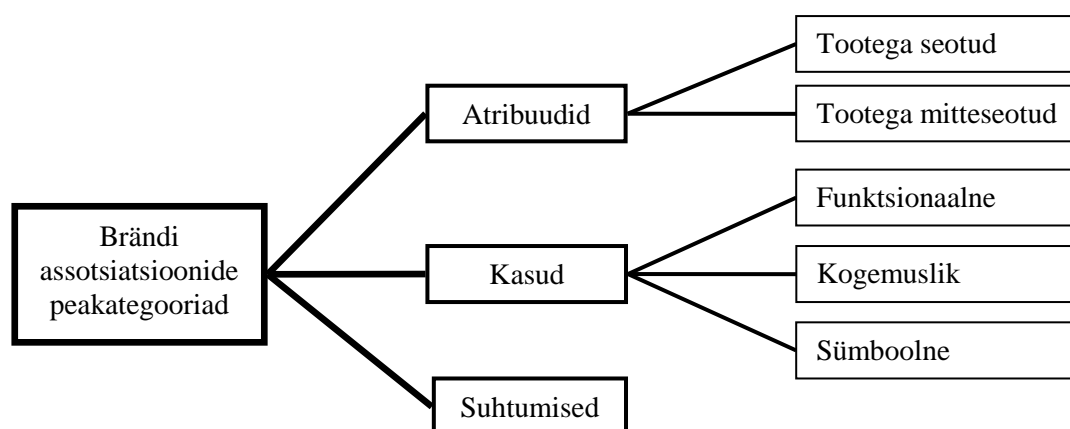 Brändi
assotsiatsioonide
peakategooriad
Atribuudid
Tootega seotud
Tootega mitteseotud
Kasud
Funktsionaalne
Kogemuslik
Sümboolne
Suhtumised